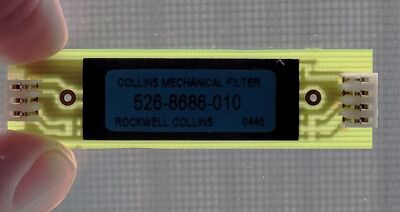 COLLINS MECHANICAL FILTER
526-8686-010
ROCKWELL COLLINS 0445